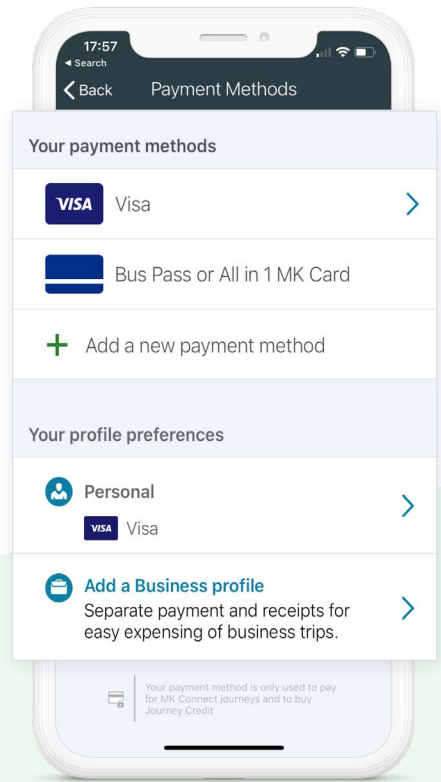 17:57
Search
Back Payment Methods
Your payment methods
VISA Visa
Bus Pass or All in 1 MK Card
Add a new payment method
Your profile preferences
Personal
VISA Visa
Add a Business profile
Separate payment and receipts for
easy expensing of business trips.
Your payment method is only used to pay
for MK Connect journeys and to buy
Journey Credit